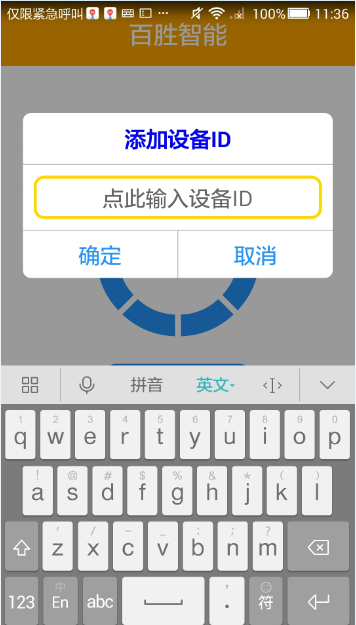 仅限紧急呼叫 ... 100% 11:36
百胜智能
添加设备ID
点此输入设备ID
确定 取消
拼音 英文
1 2 3 4 5 6 7 8 9 0
q w e r t y u i o p
! @ # $ % & * ( )
a s d f g h j k l
' / - _ : ; ?
z x c v b n m
中
123 En abc , . 符